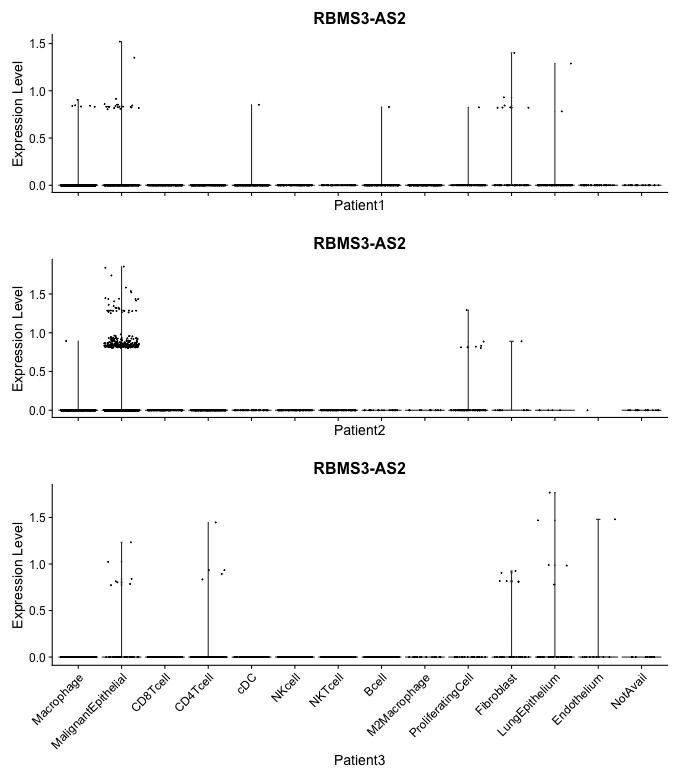 RBMS3-AS2
Expression Level
1.5
1.0
0.5
0.0
Patient1
RBMS3-AS2
Expression Level
1.5
1.0
0.5
0.0
Patient2
RBMS3-AS2
Expression Level
1.5
1.0
0.5
0.0
Macrophage
MalignantEpithelial
CD8Tcell
CD4Tcell
cDC
NKcell
NKTcell
Bcell
M2Macrophage
ProliferatingCell
Fibroblast
LungEpithelium
Endothelium
NotAvail
Patient3